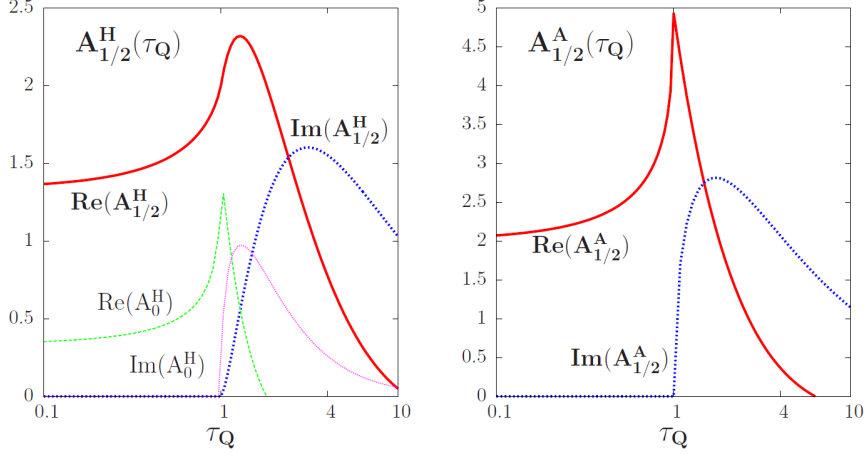 2.5
2
1.5
1
0.5
0
A^H_{1/2}(τ_Q)
Im(A^H_{1/2})
Re(A^H_{1/2})
Re(A^H_0)
Im(A^H_0)
0.1 1 4 10
τ_Q
5
4.5
4
3.5
3
2.5
2
1.5
1
0.5
0
A^A_{1/2}(τ_Q)
Re(A^A_{1/2})
Im(A^A_{1/2})
0.1 1 4 10
τ_Q